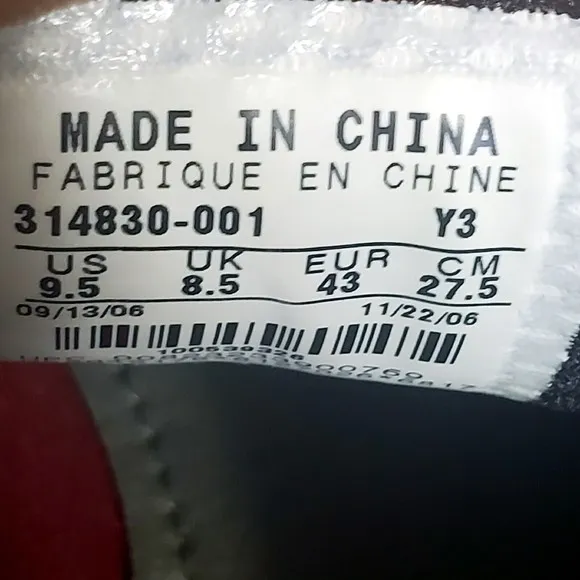 MADE IN CHINA
FABRIQUE EN CHINE
314830-001 Y3
US UK EUR CM
9.5 8.5 43 27.5
09/13/06 11/22/06
100539326